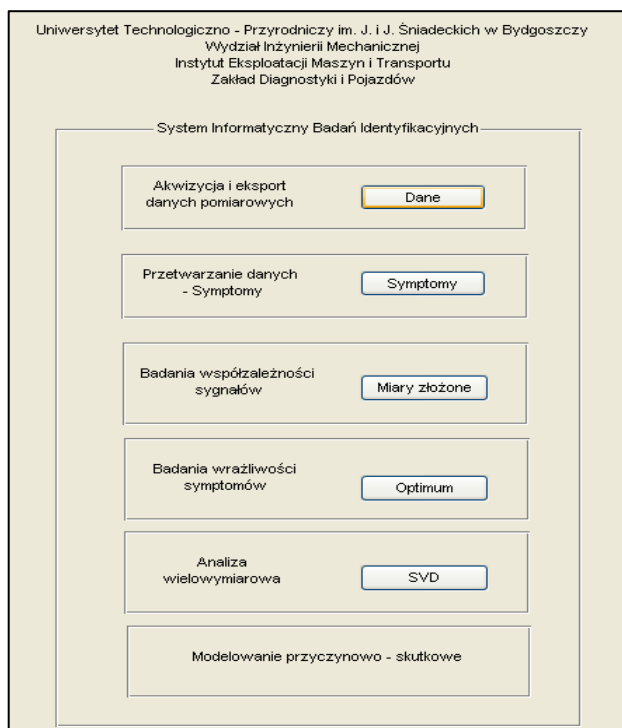 Uniwersytet Technologiczno - Przyrodniczy im. J. i J. Śniadeckich w Bydgoszczy
Wydział Inżynierii Mechanicznej
Instytut Eksploatacji Maszyn i Transportu
Zakład Diagnostyki i Pojazdów
System Informatyczny Badań Identyfikacyjnych
Akwizycja i eksport
danych pomiarowych
Dane
Przetwarzanie danych
- Symptomy
Symptomy
Badania współzależności
sygnałów
Miary złożone
Badania wrażliwości
symptomów
Optimum
Analiza
wielowymiarowa
SVD
Modelowanie przyczynowo - skutkowe